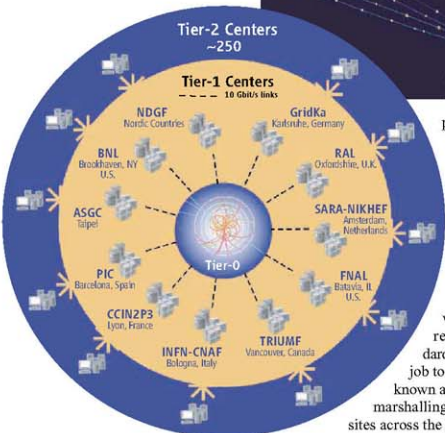 Tier-2 Centers
~250
Tier-1 Centers
10 Gbit/s links
NDGF
Nordic Countries
GridKa
Karlsruhe, Germany
BNL
Brookhaven, NY
U.S.
RAL
Oxfordshire, U.K.
ASGC
Taipei
SARA-NIKHEF
Amsterdam,
Netherlands
Tier-0
PIC
Barcelona, Spain
FNAL
Batavia, IL
U.S.
CCIN2P3
Lyon, France
TRIUMF
Vancouver, Canada
INFN-CNAF
Bologna, Italy
re
darc
job to
known a
marshalling
sites across the